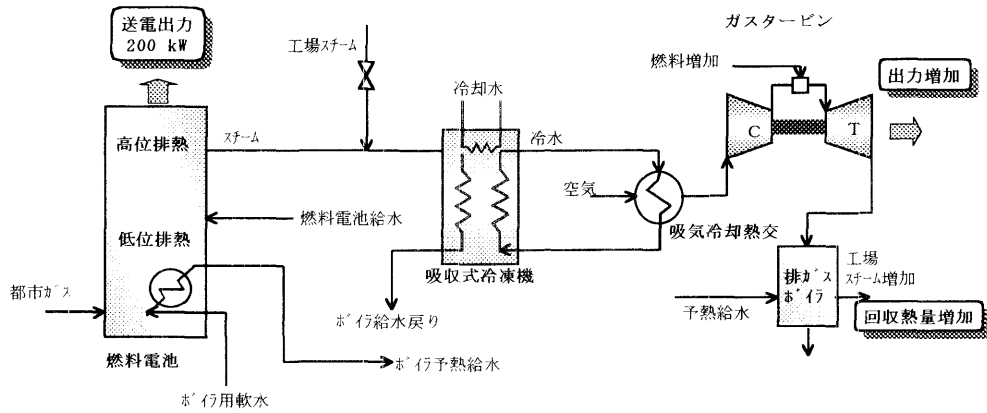 送電出力
200 kW
ガスタービン
工場スチーム
燃料増加
出力増加
冷却水
高位排熱
スチーム
冷水
C
T
空気
燃料電池給水
吸気冷却熱交
低位排熱
吸収式冷凍機
工場
スチーム増加
排ガス
ボイラ
都市ガス
予熱給水
ボイラ給水戻り
回収熱量増加
燃料電池
ボイラ予熱給水
ボイラ用軟水